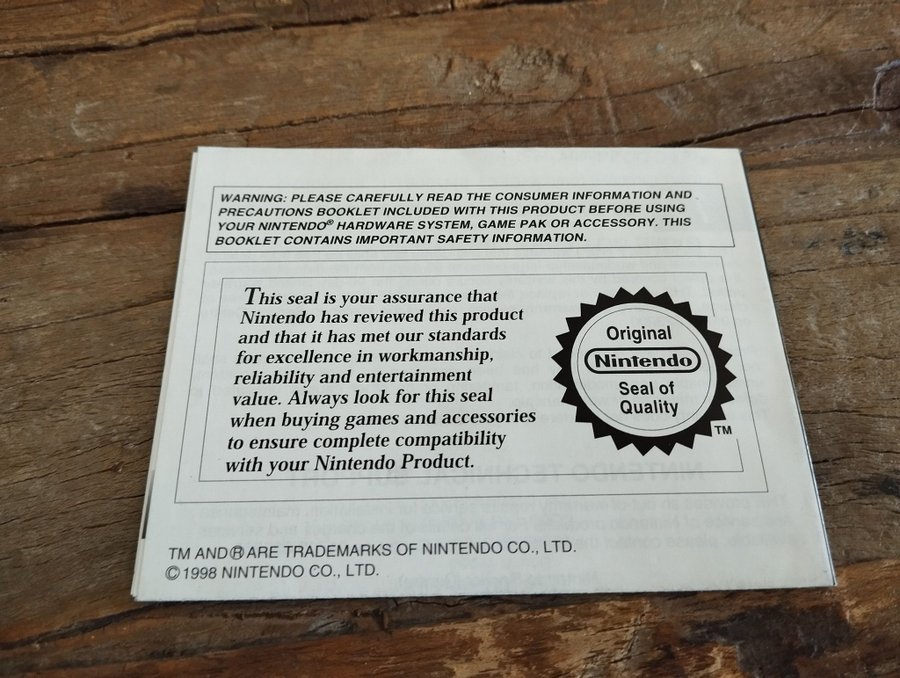 WARNING: PLEASE CAREFULLY READ THE CONSUMER INFORMATION AND
PRECAUTIONS BOOKLET INCLUDED WITH THIS PRODUCT BEFORE USING
YOUR NINTENDO® HARDWARE SYSTEM, GAME PAK OR ACCESSORY. THIS
BOOKLET CONTAINS IMPORTANT SAFETY INFORMATION.
This seal is your assurance that
Nintendo has reviewed this product
and that it has met our standards
for excellence in workmanship,
reliability and entertainment
value. Always look for this seal
when buying games and accessories
to ensure complete compatibility
with your Nintendo Product.
Original
Nintendo
Seal of
Quality
TM
TM AND ® ARE TRADEMARKS OF NINTENDO CO., LTD.
© 1998 NINTENDO CO., LTD.